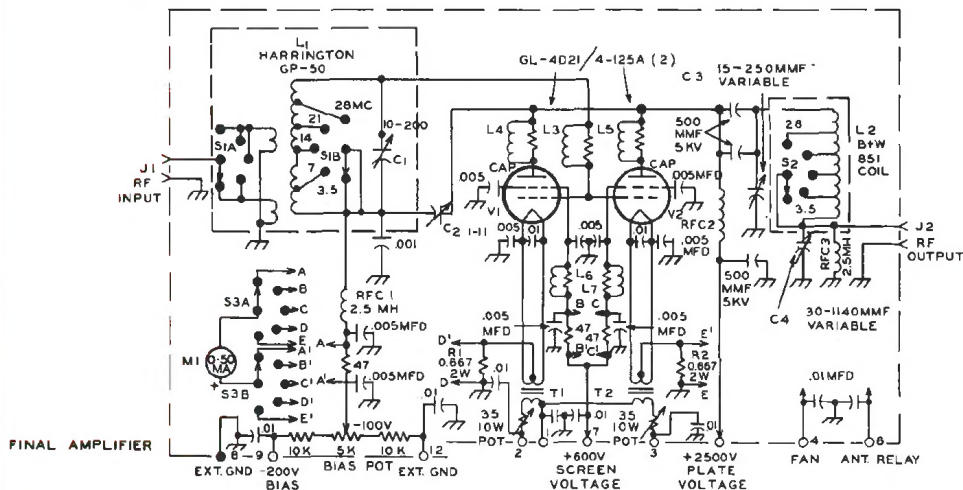 L1
HARRINGTON
GP-50
GL-4D21/4-125A (2)
C3
15-250MMF
VARIABLE
28MC
21
14
7
3.5
10-200
C1
S1A
S1B
J1
RF
INPUT
L4
L3
L5
CAP
CAP
.005
.005MFD
V1
V2
500
MMF
5KV
28
S2
3.5
L2
B+W
851
COIL
C2 1-11
.001
.005
.01
.005
.01
.005
MFD
RFC2
RFC3
2.5MH
J2
RF
OUTPUT
C4
30-1140MMF
VARIABLE
500
MMF
5KV
L6
L7
B
C
47
47
B'
C'
.005
MFD
.005
MFD
S3A
A
B
C
D
E
A'
B'
C'
D'
E'
S3B
M1
0-50
MA
+
RFC1
2.5 MH
.005MFD
A
47
A'
.005MFD
D'
R1
0.667
2W
D
.01
E'
R2
0.667
2W
E
T1
T2
35
10W
POT
35
10W
POT
.01
.01
.01
.01
-100V
.01MFD
FINAL AMPLIFIER
10K
5K
10K
8
9
12
2
1
7
3
4
6
EXT. GND
-200V
BIAS
BIAS POT
EXT. GND
+600V
SCREEN
VOLTAGE
+2500V
PLATE
VOLTAGE
FAN
ANT. RELAY